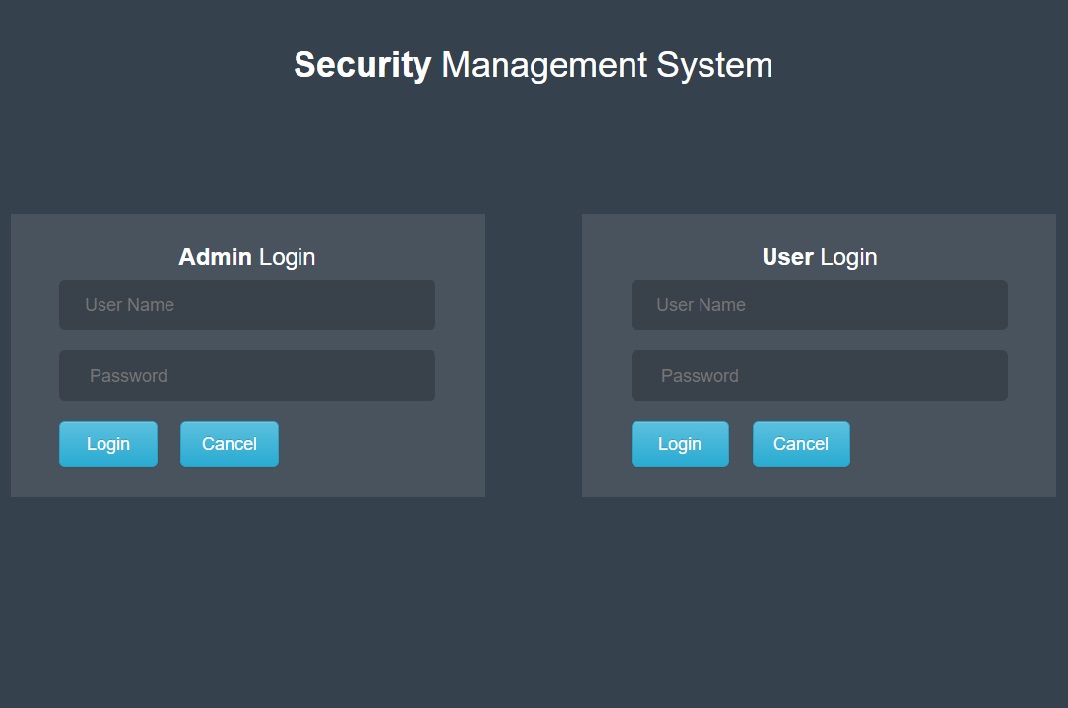 Security Management System
Admin Login
User Name
Password
Login
Cancel
User Login
User Name
Password
Login
Cancel